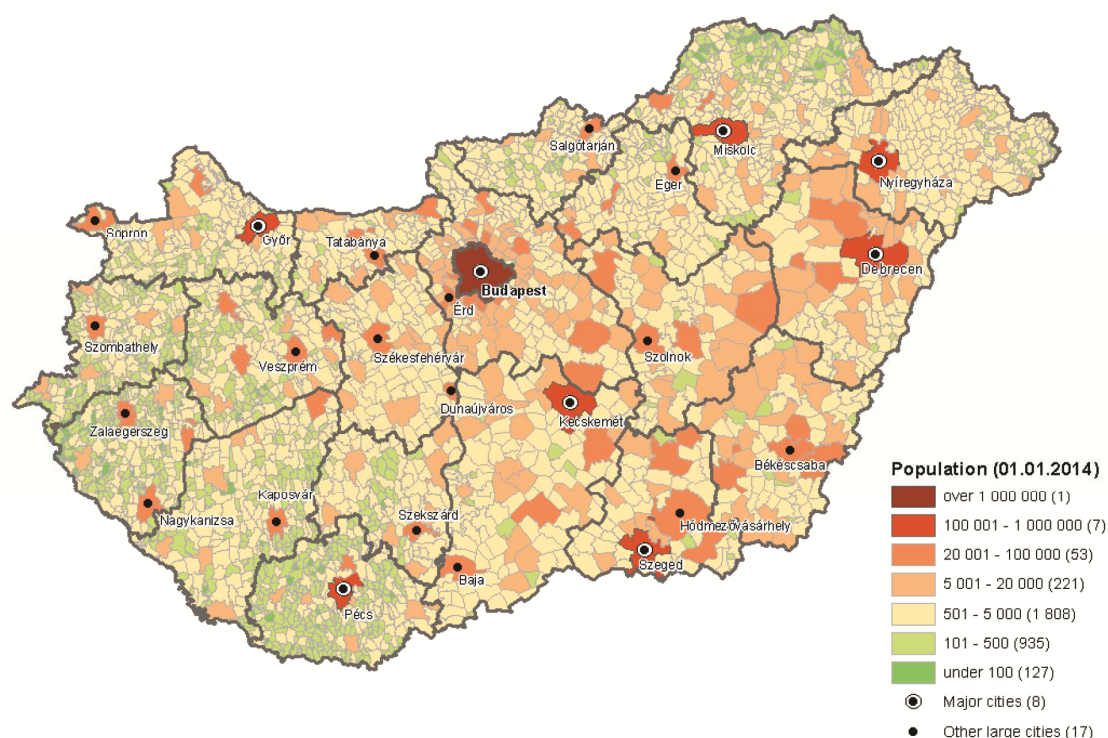 Salgótarján
Miskolc
Eger
Nyíregyháza
Sopron
Győr
Tatabánya
Debrecen
Budapest
Érd
Szombathely
Veszprém
Székesfehérvár
Szolnok
Dunaújváros
Kecskemét
Zalaegerszeg
Békéscsaba
Nagykanizsa
Kaposvár
Szekszárd
Hódmezővásárhely
Szeged
Baja
Pécs
Population (01.01.2014)
over 1 000 000 (1)
100 001 - 1 000 000 (7)
20 001 - 100 000 (53)
5 001 - 20 000 (221)
501 - 5 000 (1 808)
101 - 500 (935)
under 100 (127)
Major cities (8)
Other large cities (17)